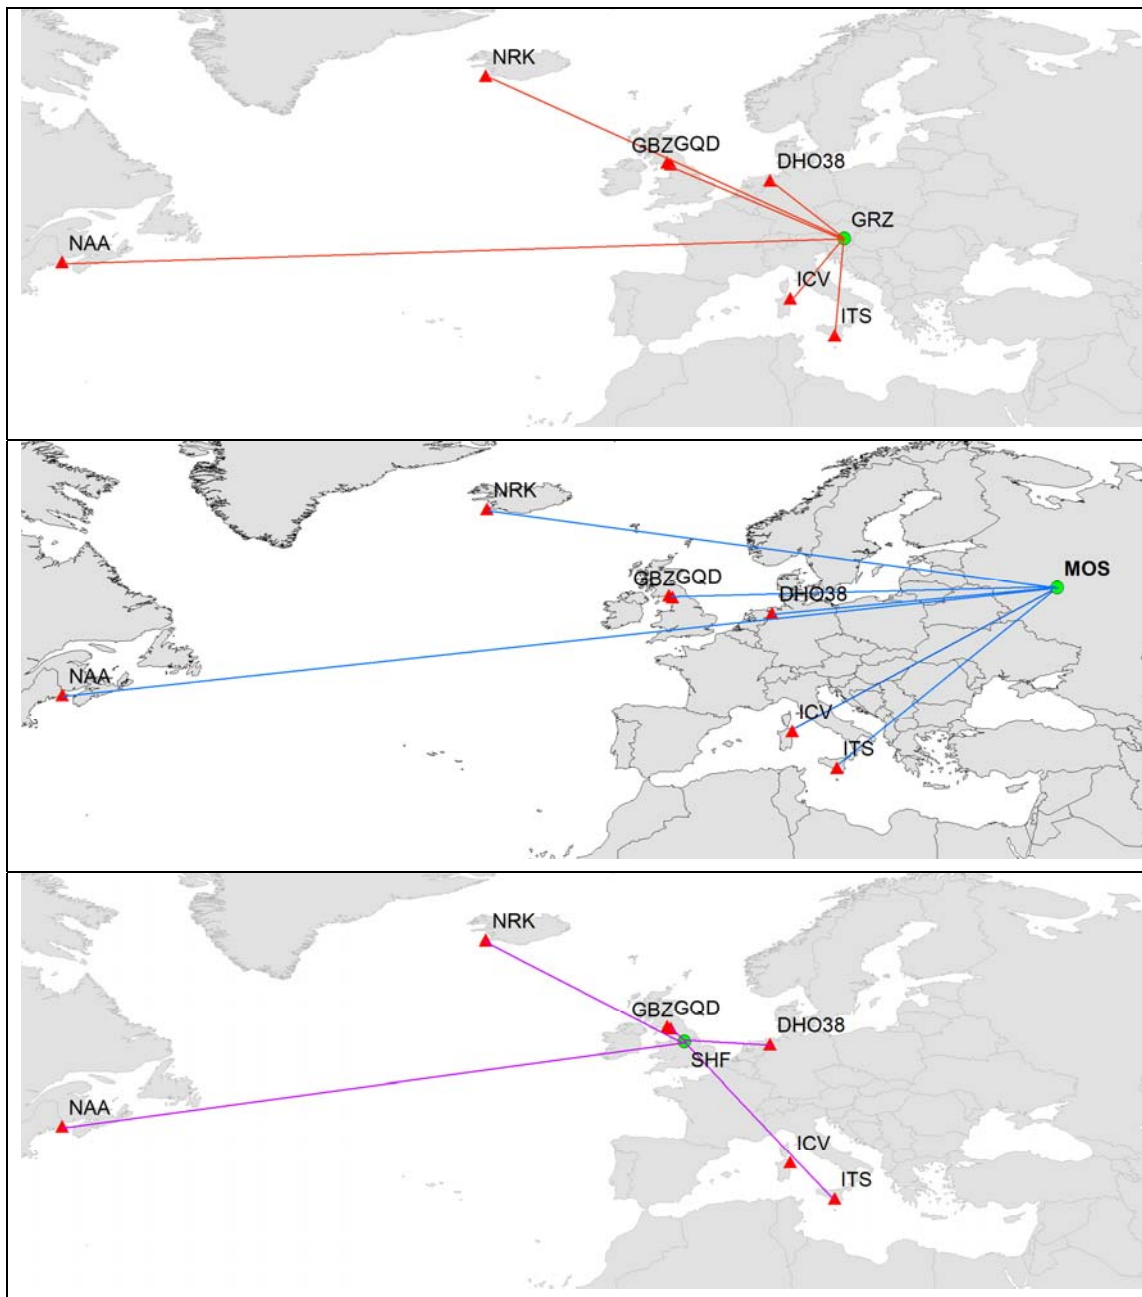 NRK
GBZGQD
DHO38
GRZ
NAA
ICV
ITS
NRK
MOS
GBZGQD
DHO38
NAA
ICV
ITS
NRK
GBZGQD
DHO38
SHF
NAA
ICV
ITS